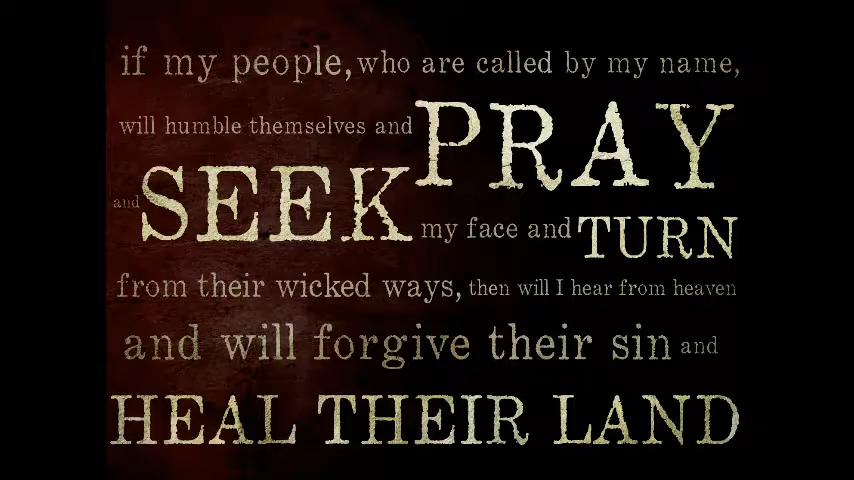 if my people, who are called by my name,
will humble themselves and PRAY
and SEEK my face and TURN
from their wicked ways, then will I hear from heaven
and will forgive their sin and
HEAL THEIR LAND